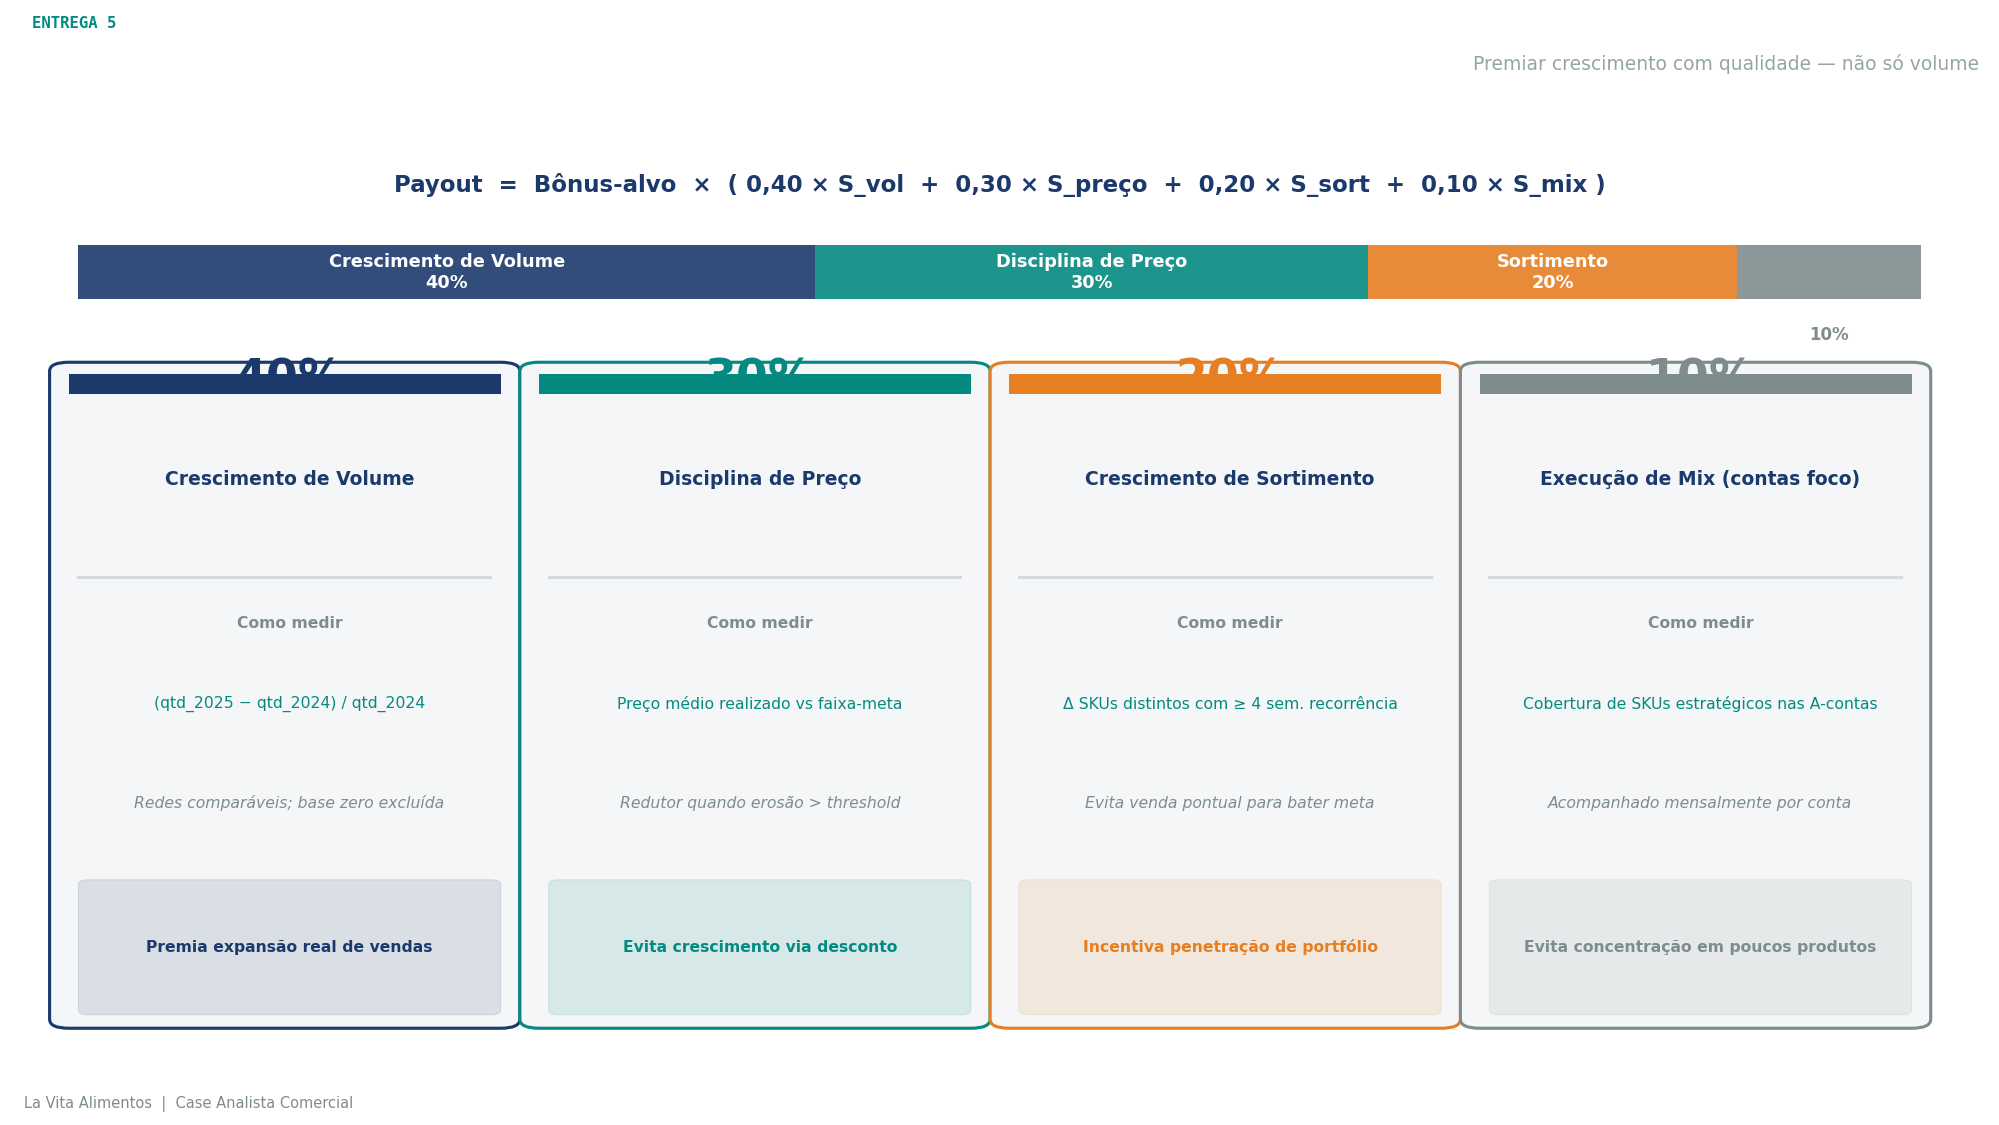 ENTREGA 5
Premiar crescimento com qualidade — não só volume
Payout = Bônus-alvo × ( 0,40 × S_vol + 0,30 × S_preço + 0,20 × S_sort + 0,10 × S_mix )
Crescimento de Volume
40%
Disciplina de Preço
30%
Sortimento
20%
10%
40%
Crescimento de Volume
Como medir
(qtd_2025 − qtd_2024) / qtd_2024
Redes comparáveis; base zero excluída
Premia expansão real de vendas
30%
Disciplina de Preço
Como medir
Preço médio realizado vs faixa-meta
Redutor quando erosão > threshold
Evita crescimento via desconto
20%
Crescimento de Sortimento
Como medir
Δ SKUs distintos com ≥ 4 sem. recorrência
Evita venda pontual para bater meta
Incentiva penetração de portfólio
10%
Execução de Mix (contas foco)
Como medir
Cobertura de SKUs estratégicos nas A-contas
Acompanhado mensalmente por conta
Evita concentração em poucos produtos
La Vita Alimentos | Case Analista Comercial